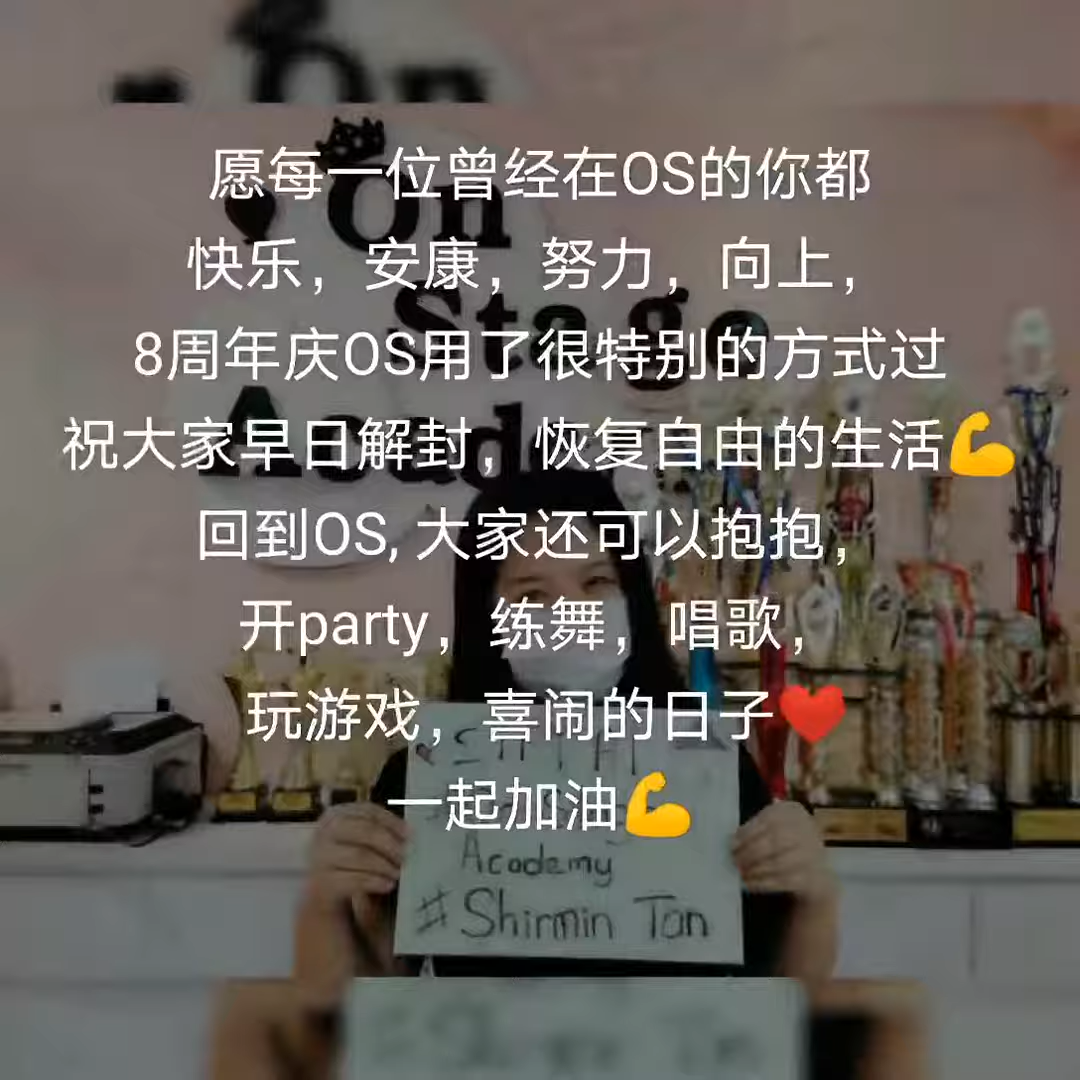 愿每一位曾经在OS的你都
快乐，安康，努力，向上，
8周年庆OS用了很特别的方式过
祝大家早日解封，恢复自由的生活💪
回到OS, 大家还可以抱抱，
开party，练舞，唱歌，
玩游戏，喜闹的日子❤️
一起加油💪
On
Stage
Academy
#Shirmin Tan